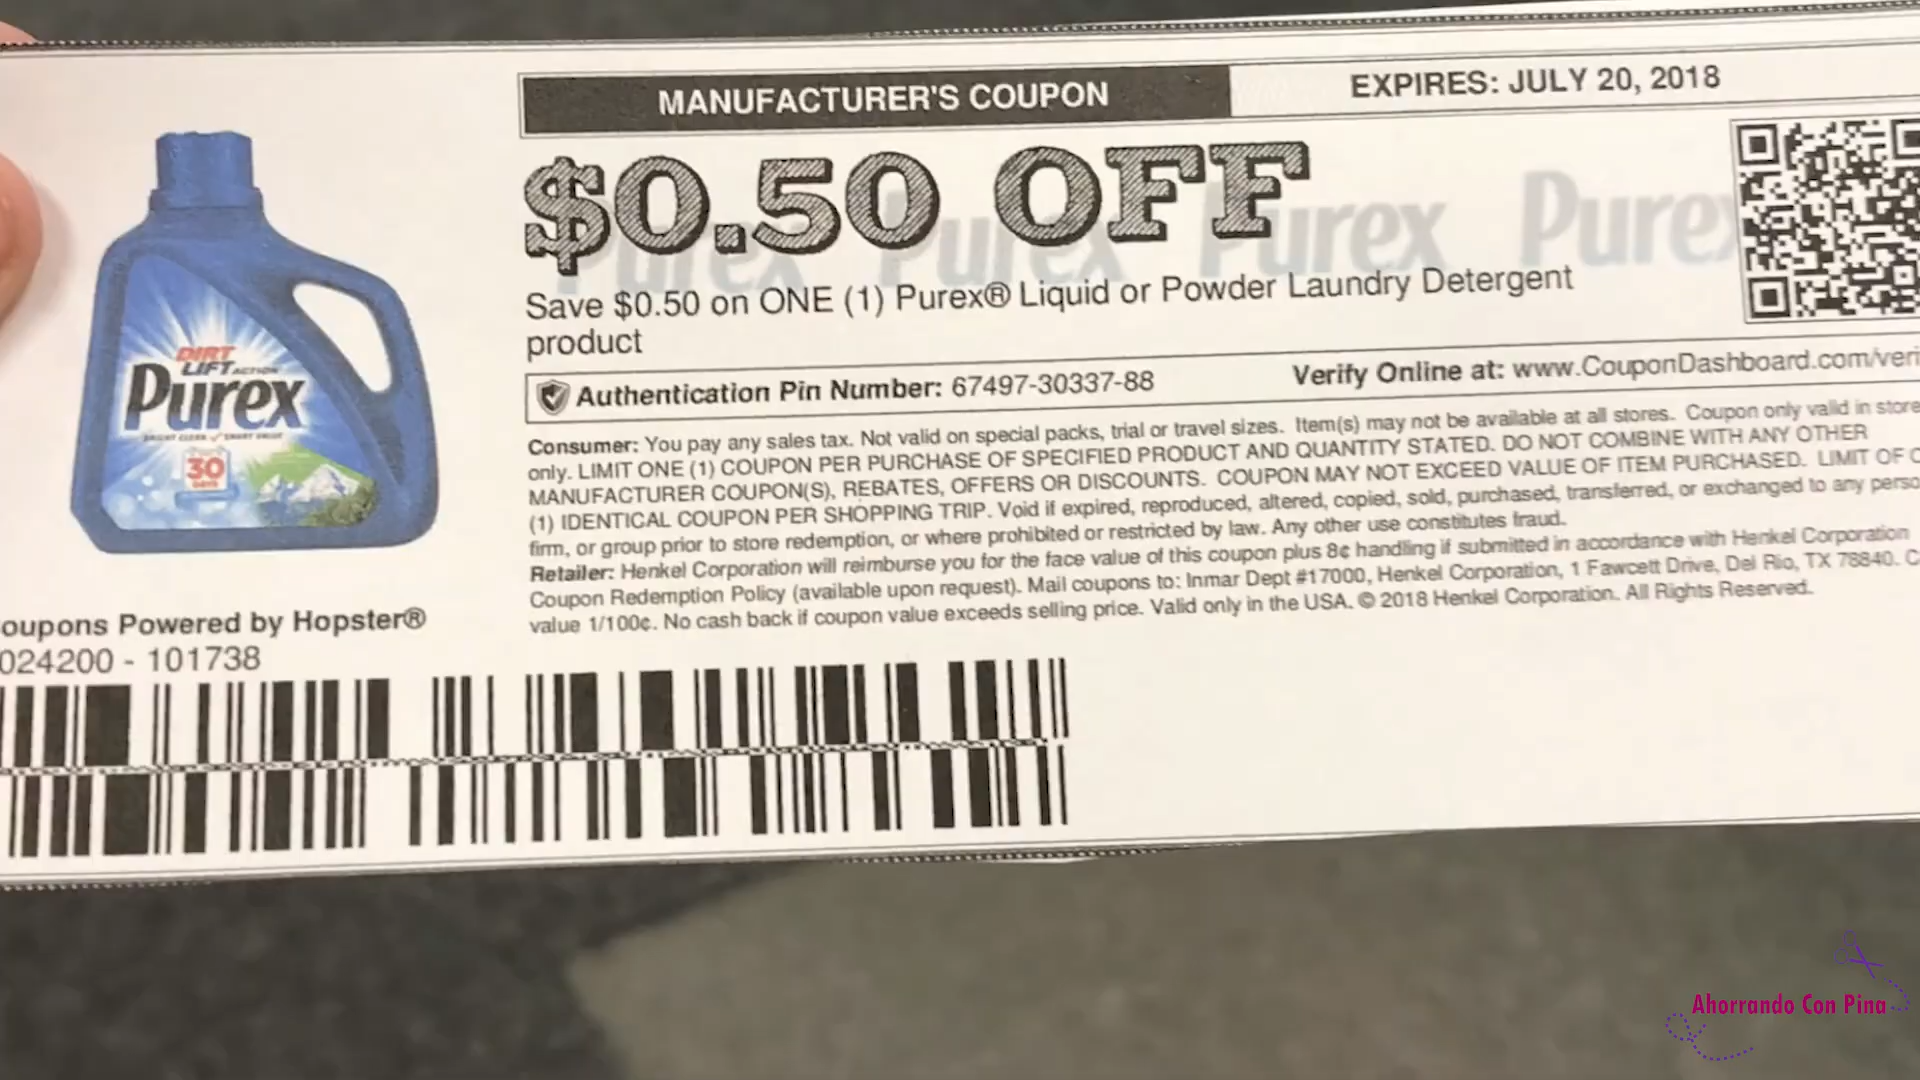 MANUFACTURER'S COUPON
EXPIRES: JULY 20, 2018
$0.50 OFF
Purex Purex Purex Purex
Save $0.50 on ONE (1) Purex® Liquid or Powder Laundry Detergent
product
Authentication Pin Number: 67497-30337-88
Verify Online at: www.CouponDashboard.com/veri
Consumer: You pay any sales tax. Not valid on special packs, trial or travel sizes. Item(s) may not be available at all stores. Coupon only valid in store
only. LIMIT ONE (1) COUPON PER PURCHASE OF SPECIFIED PRODUCT AND QUANTITY STATED. DO NOT COMBINE WITH ANY OTHER
MANUFACTURER COUPON(S), REBATES, OFFERS OR DISCOUNTS. COUPON MAY NOT EXCEED VALUE OF ITEM PURCHASED. LIMIT OF O
(1) IDENTICAL COUPON PER SHOPPING TRIP. Void if expired, reproduced, altered, copied, sold, purchased, transferred, or exchanged to any perso
firm, or group prior to store redemption, or where prohibited or restricted by law. Any other use constitutes fraud.
Retailer: Henkel Corporation will reimburse you for the face value of this coupon plus 8¢ handling if submitted in accordance with Henkel Corporation
Coupon Redemption Policy (available upon request). Mail coupons to: Inmar Dept #17000, Henkel Corporation, 1 Fawcett Drive, Del Rio, TX 78840. C
value 1/100¢. No cash back if coupon value exceeds selling price. Valid only in the USA. © 2018 Henkel Corporation. All Rights Reserved.
DIRT
LIFT ACTION
Purex
30
DAYS
oupons Powered by Hopster®
024200 - 101738
Ahorrando Con Pina